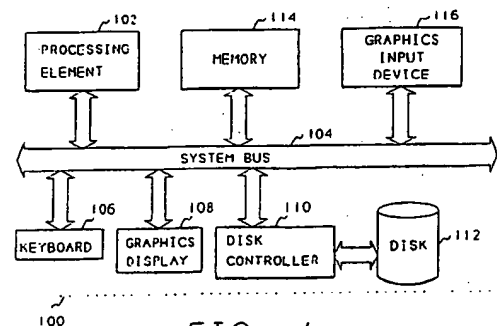 102
PROCESSING
ELEMENT
114
MEMORY
116
GRAPHICS
INPUT
DEVICE
104
SYSTEM BUS
106
KEYBOARD
108
GRAPHICS
DISPLAY
110
DISK
CONTROLLER
DISK
112
100